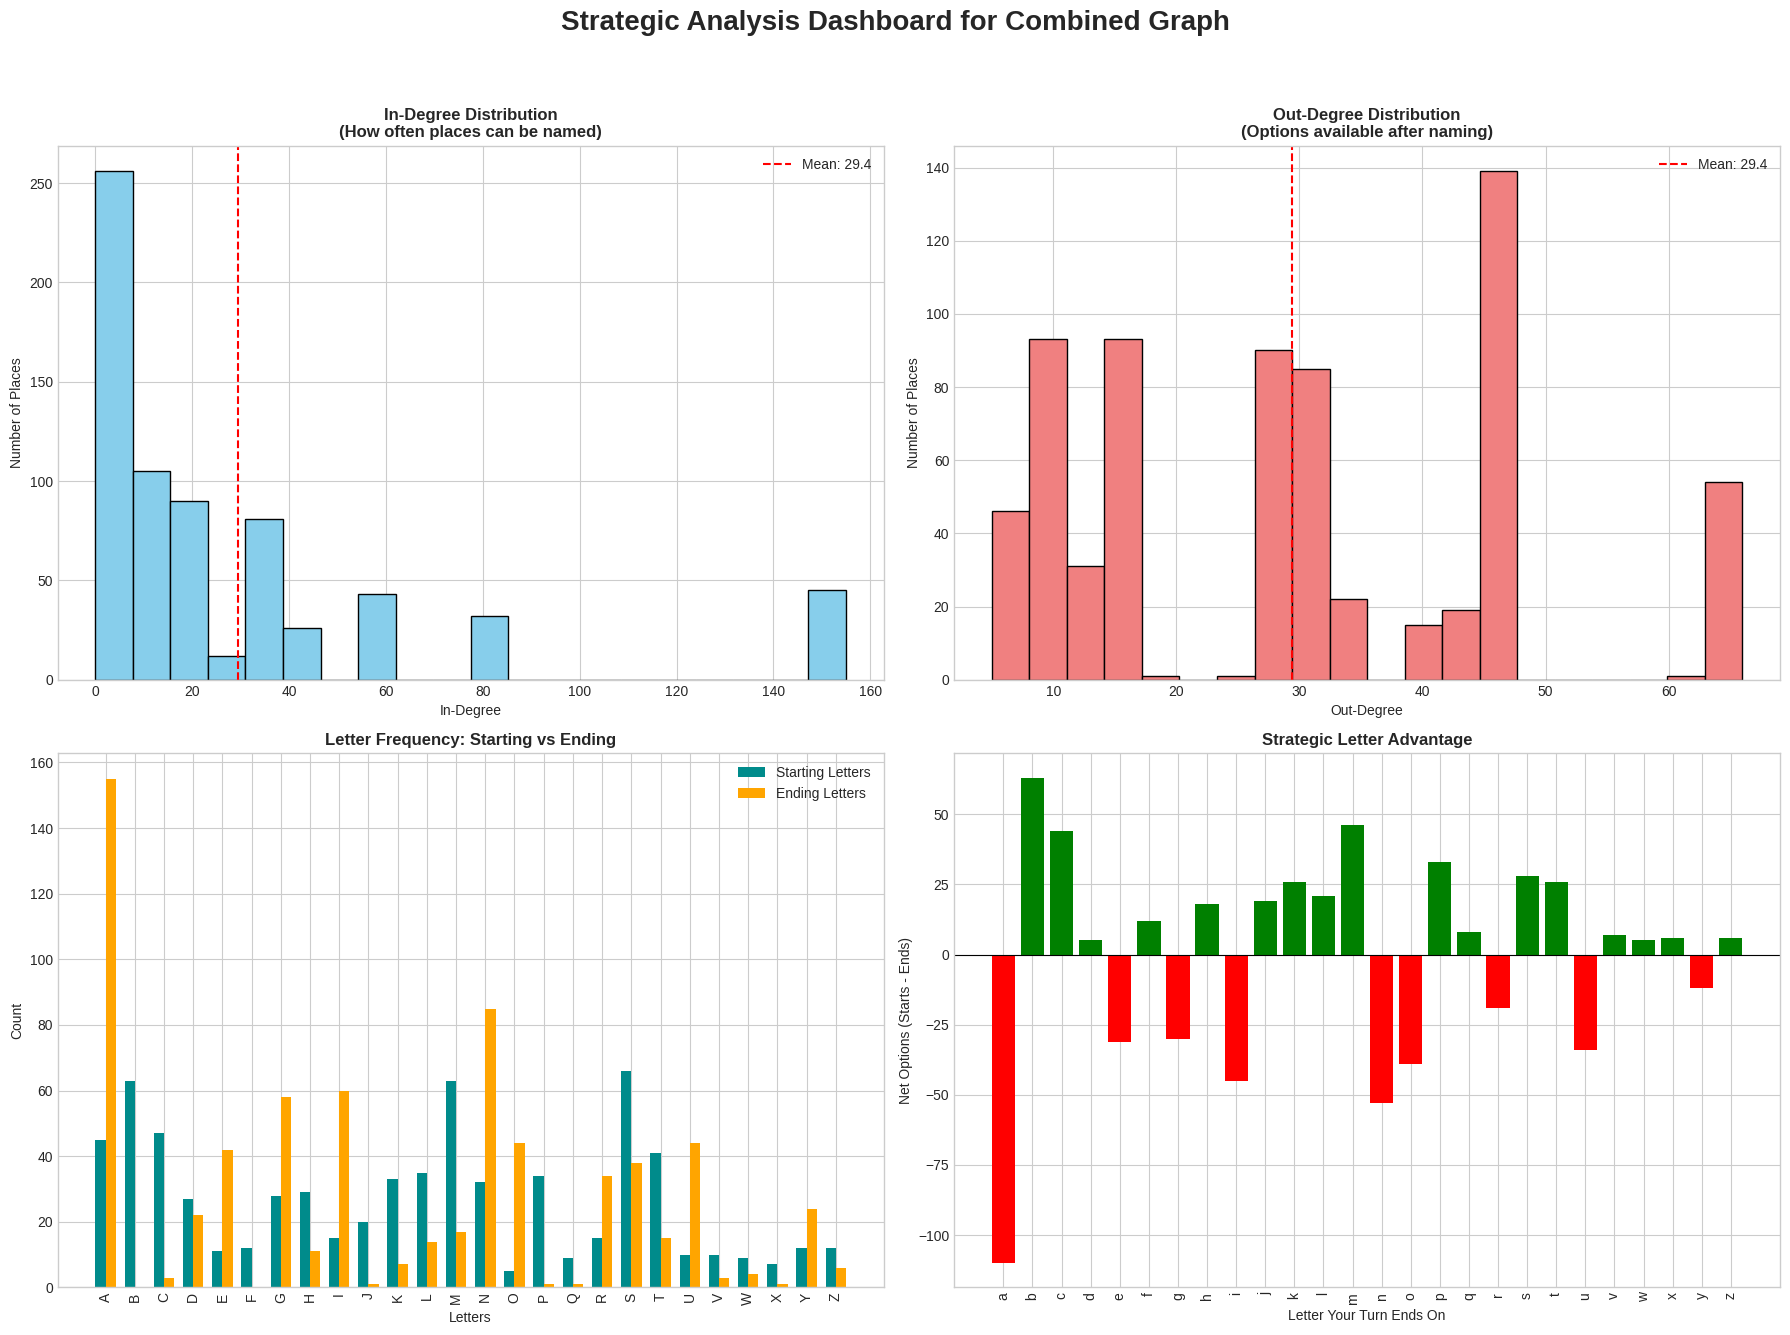 Strategic Analysis Dashboard for Combined Graph
In-Degree Distribution
(How often places can be named)
Mean: 29.4
250
200
150
100
50
0
Number of Places
0 20 40 60 80 100 120 140 160
In-Degree
Out-Degree Distribution
(Options available after naming)
Mean: 29.4
140
120
100
80
60
40
20
0
Number of Places
10 20 30 40 50 60
Out-Degree
Letter Frequency: Starting vs Ending
Starting Letters
Ending Letters
160
140
120
100
80
60
40
20
0
Count
A B C D E F G H I J K L M N O P Q R S T U V W X Y Z
Letters
Strategic Letter Advantage
50
25
0
−25
−50
−75
−100
Net Options (Starts - Ends)
a b c d e f g h i j k l m n o p q r s t u v w x y z
Letter Your Turn Ends On